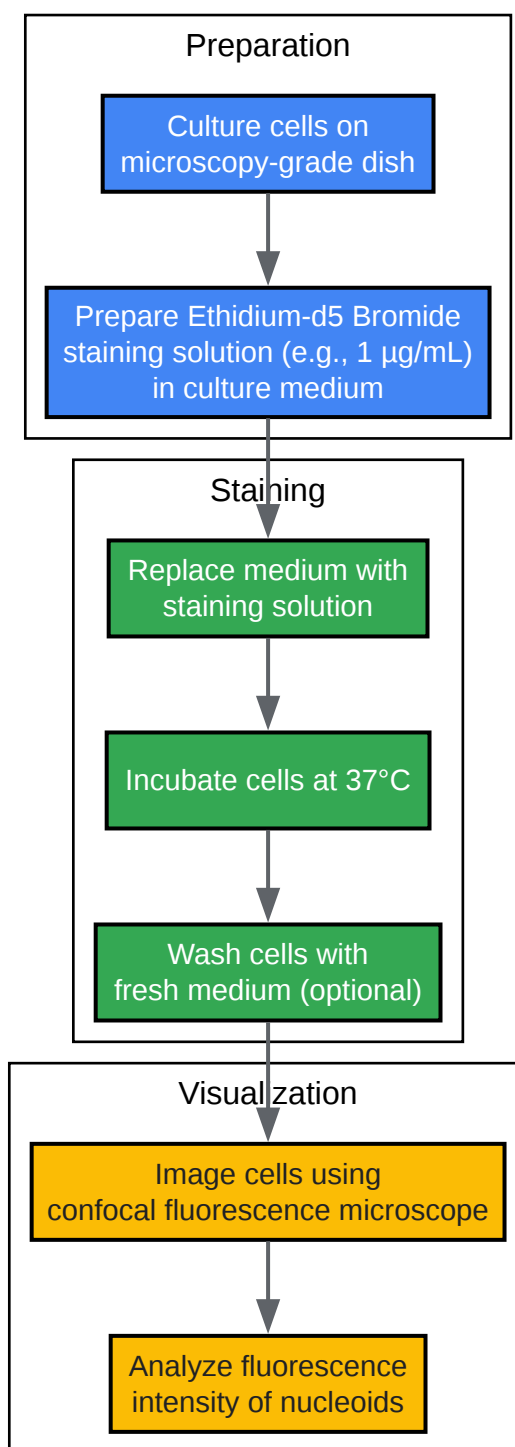 Preparation
Culture cells on
microscopy-grade dish
Prepare Ethidium-d5 Bromide
staining solution (e.g., 1 µg/mL)
in culture medium
Staining
Replace medium with
staining solution
Incubate cells at 37°C
Wash cells with
fresh medium (optional)
Visualization
Image cells using
confocal fluorescence microscope
Analyze fluorescence
intensity of nucleoids